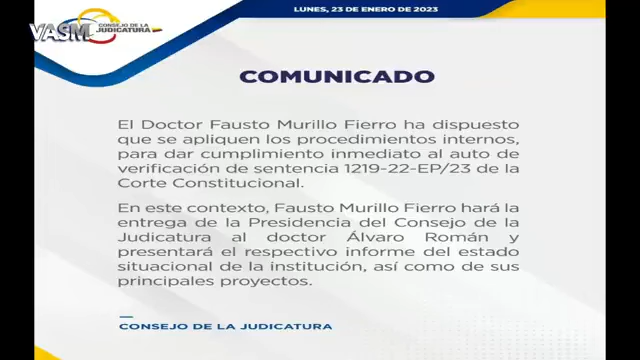 LUNES, 23 DE ENERO DE 2023
VASM
CONSEJO DE LA
JUDICATURA
COMUNICADO
El Doctor Fausto Murillo Fierro ha dispuesto
que se apliquen los procedimientos internos,
para dar cumplimiento inmediato al auto de
verificación de sentencia 1219-22-EP/23 de la
Corte Constitucional.
En este contexto, Fausto Murillo Fierro hará la
entrega de la Presidencia del Consejo de la
Judicatura al doctor Álvaro Román y
presentará el respectivo informe del estado
situacional de la institución, así como de sus
principales proyectos.
CONSEJO DE LA JUDICATURA